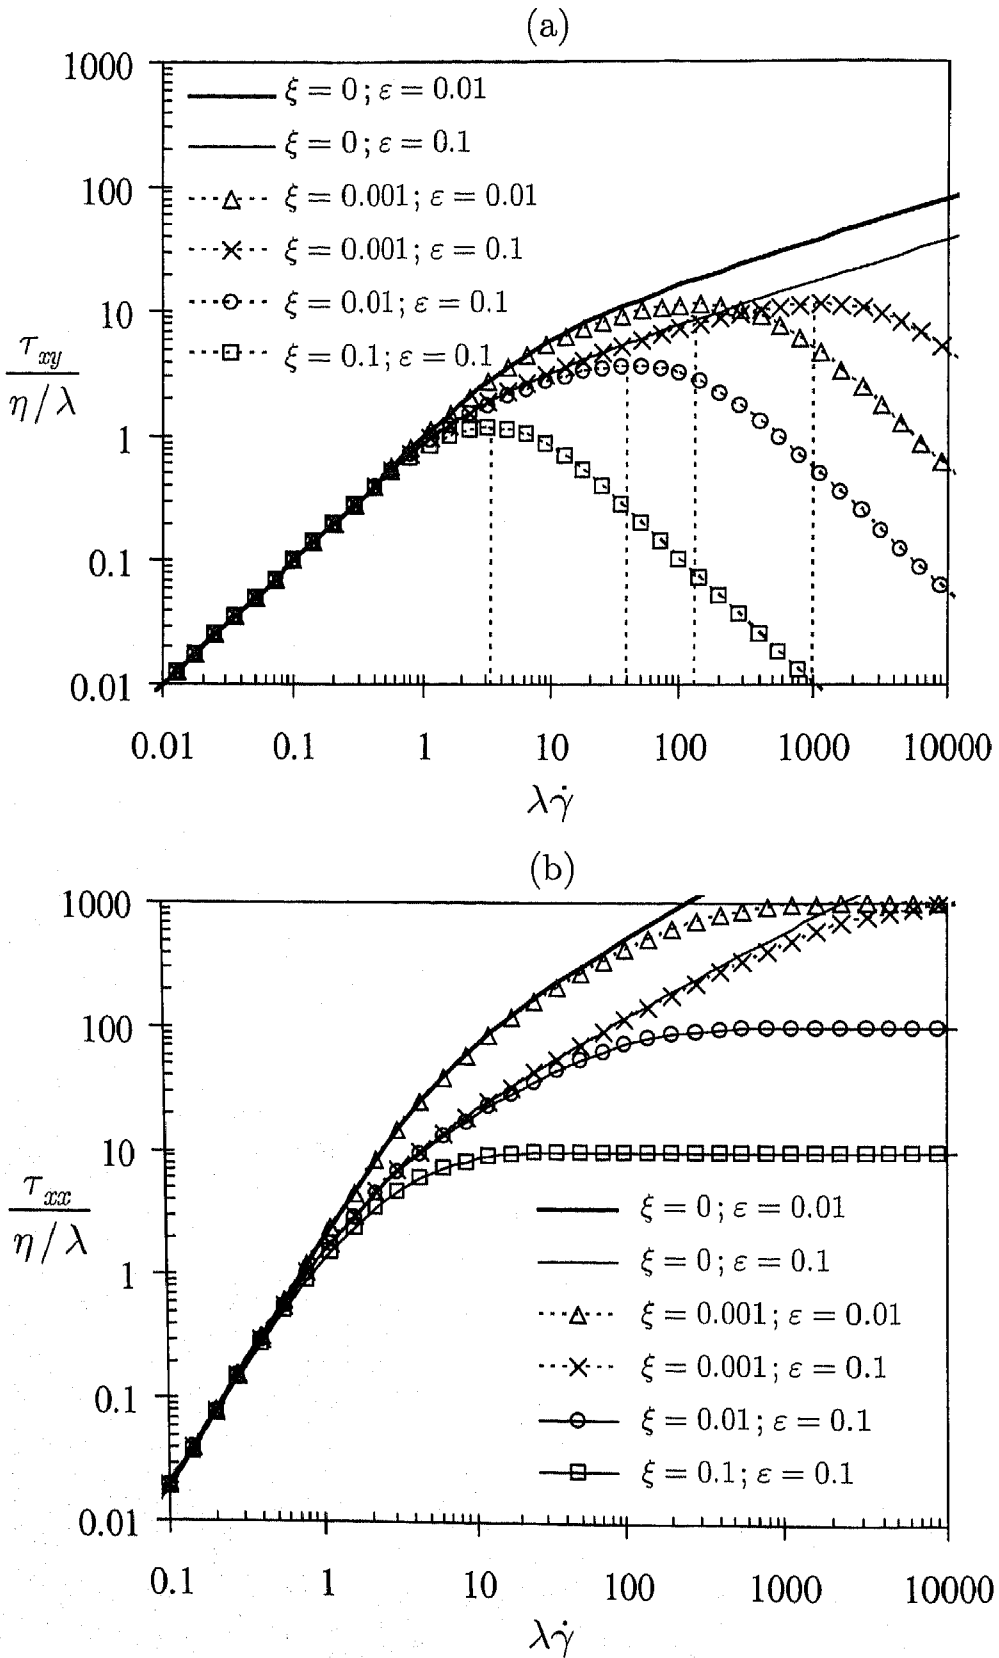 (a)
1000
100
10
1
0.1
0.01
τxy
η/λ
ξ = 0; ε = 0.01
ξ = 0; ε = 0.1
ξ = 0.001; ε = 0.01
ξ = 0.001; ε = 0.1
ξ = 0.01; ε = 0.1
ξ = 0.1; ε = 0.1
0.01 0.1 1 10 100 1000 10000
λγ̇
(b)
1000
100
10
1
0.1
0.01
τxx
η/λ
ξ = 0; ε = 0.01
ξ = 0; ε = 0.1
ξ = 0.001; ε = 0.01
ξ = 0.001; ε = 0.1
ξ = 0.01; ε = 0.1
ξ = 0.1; ε = 0.1
0.1 1 10 100 1000 10000
λγ̇